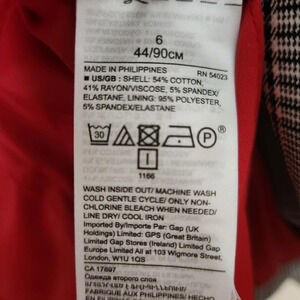 6
44/90CM
MADE IN PHILIPPINES RN 54023
■ US/GB : SHELL: 54% COTTON,
41% RAYON/VISCOSE, 5% SPANDEX/
ELASTANE, LINING: 95% POLYESTER,
5% SPANDEX/ELASTANE
30
P
I
1166
WASH INSIDE OUT/ MACHINE WASH
COLD GENTLE CYCLE/ ONLY NON-
CHLORINE BLEACH WHEN NEEDED/
LINE DRY/ COOL IRON
Imported By/Importe Par: Gap (UK
Holdings) Limited: GPS (Great Britain)
Limited Gap Stores (Ireland) Limited
Gap Europe Limited All at 103 Wigmore Street,
London, W1U 1QS
CA 17897
Одежда второго слоя
FABRIQUE AUX PHILIPPINES/ HECHO